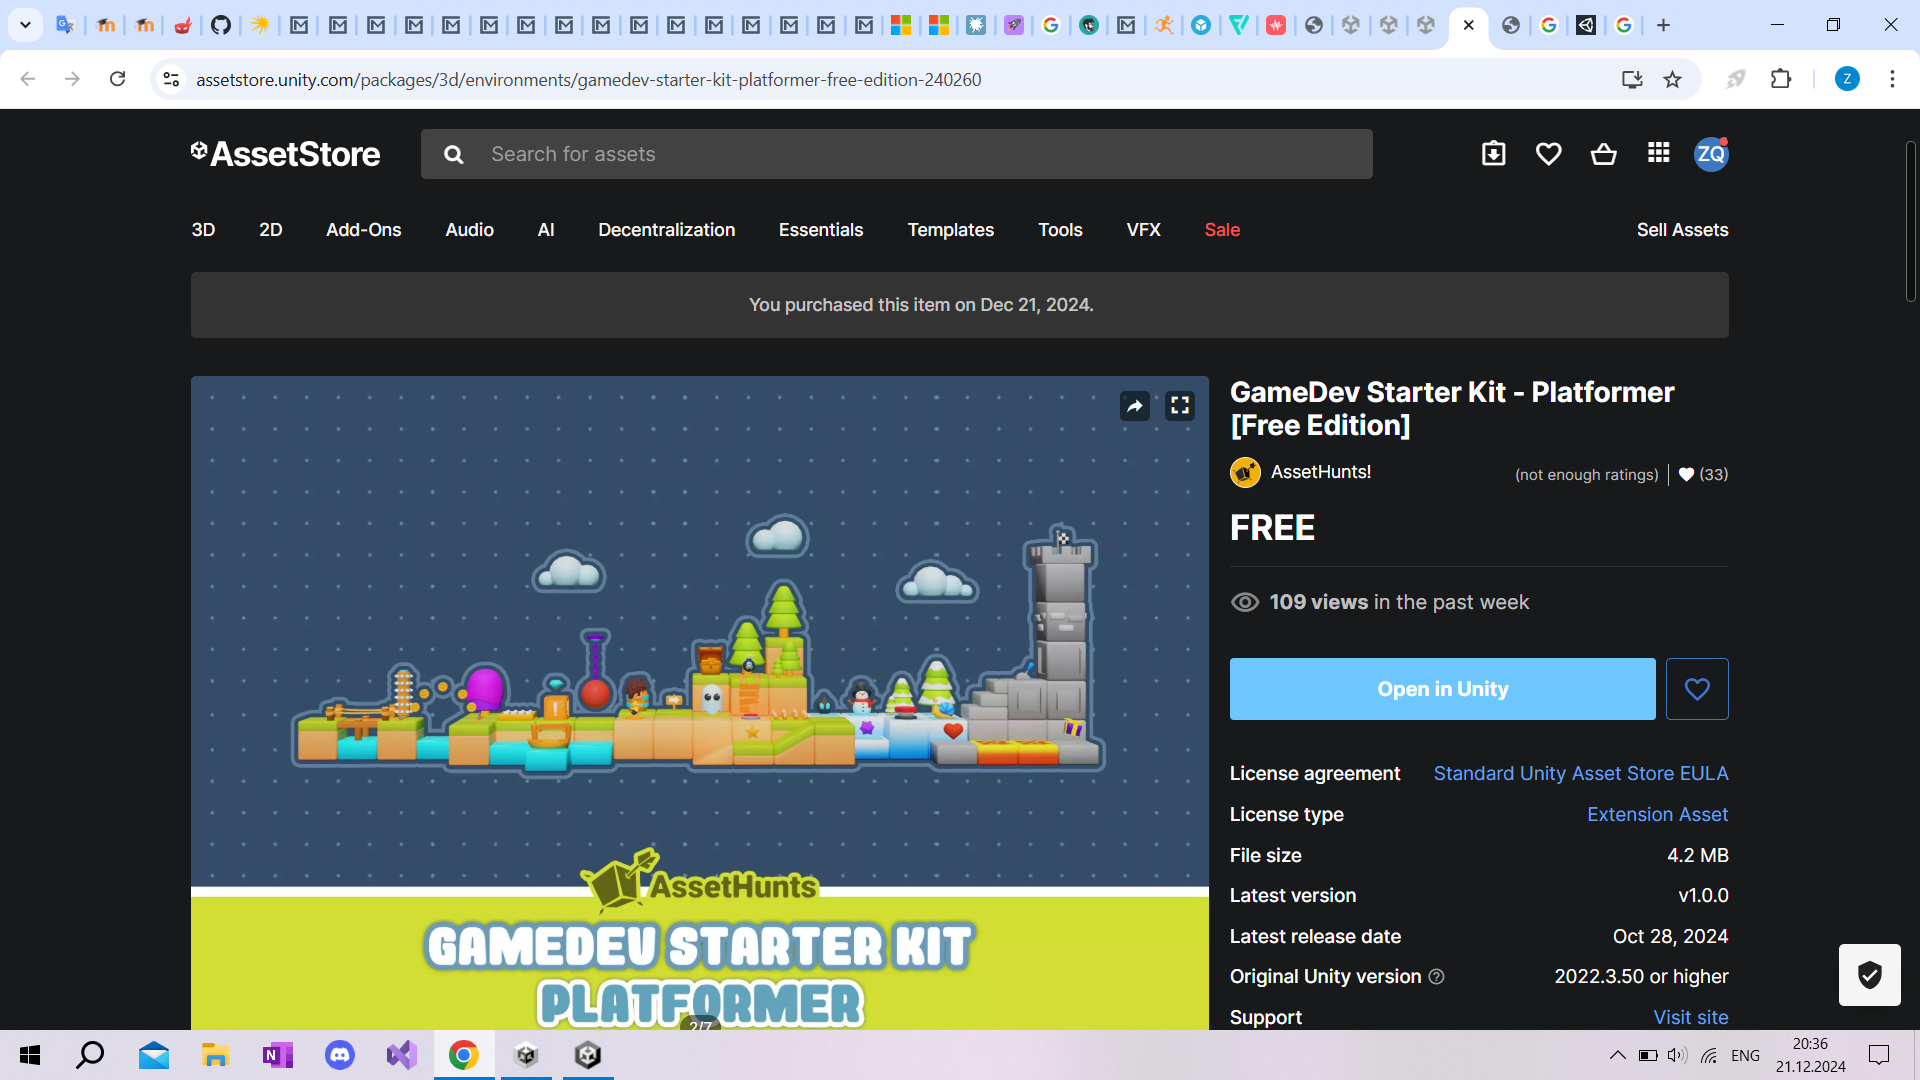 assetstore.unity.com/packages/3d/environments/gamedev-starter-kit-platformer-free-edition-240260
Z
AssetStore
Search for assets
ZQ
3D 2D Add-Ons Audio AI Decentralization Essentials Templates Tools VFX Sale Sell Assets
You purchased this item on Dec 21, 2024.
GameDev Starter Kit - Platformer
[Free Edition]
AssetHunts!
(not enough ratings) (33)
FREE
109 views in the past week
Open in Unity
License agreement Standard Unity Asset Store EULA
License type Extension Asset
File size 4.2 MB
Latest version v1.0.0
Latest release date Oct 28, 2024
Original Unity version 2022.3.50 or higher
Support Visit site
AssetHunts
GAMEDEV STARTER KIT
PLATFORMER
2/7
ENG
20:36
21.12.2024